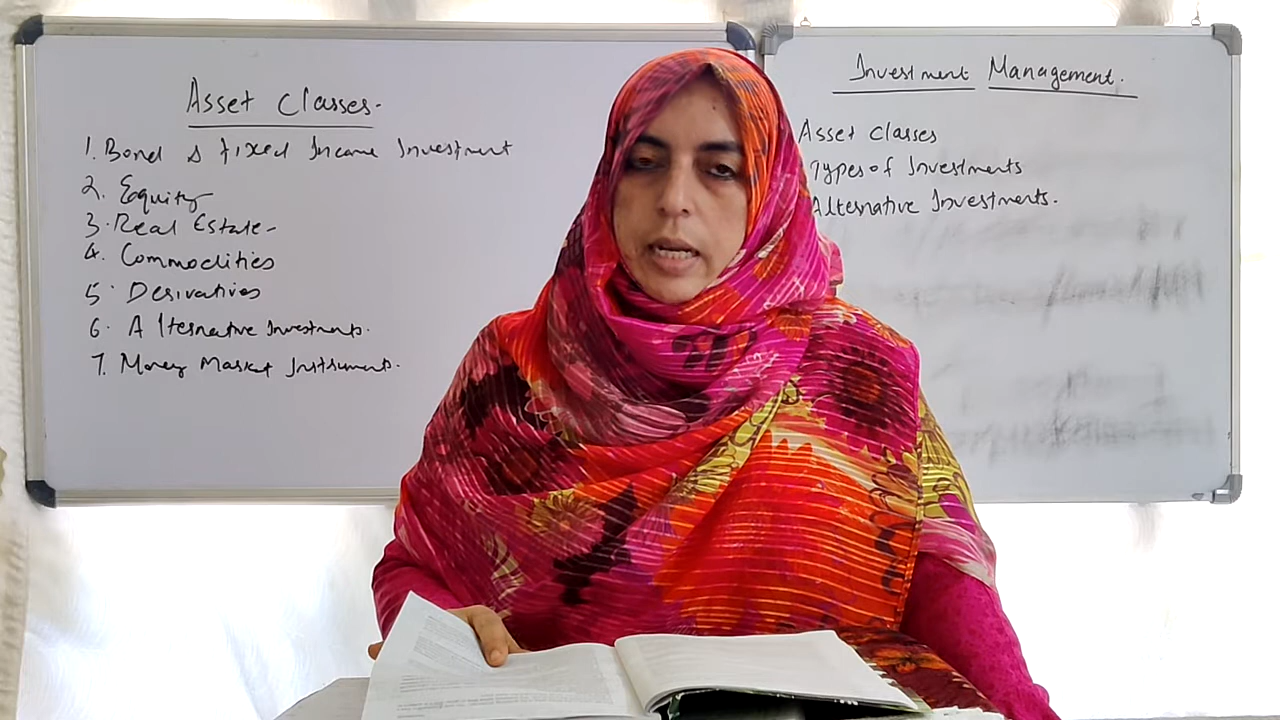 Asset Classes.
1. Bond & Fixed Income Investment
2. Equity
3. Real Estate
4. Commodities
5. Derivatives
6. Alternative Investments.
7. Money Market Instruments.
Investment Management.
Asset Classes
Types of Investments
Alternative Investments.